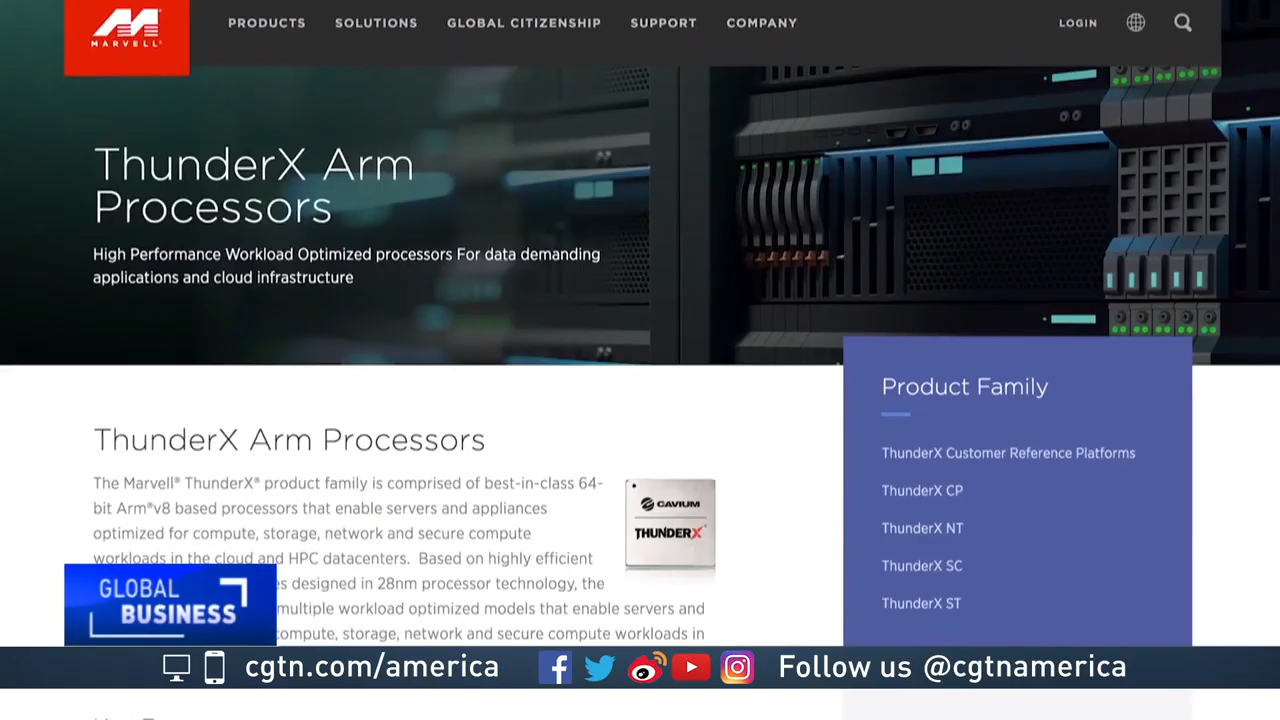 MARVELL
PRODUCTS
SOLUTIONS
GLOBAL CITIZENSHIP
SUPPORT
COMPANY
LOGIN
ThunderX Arm
Processors
High Performance Workload Optimized processors For data demanding
applications and cloud infrastructure
ThunderX Arm Processors
The Marvell® ThunderX® product family is comprised of best-in-class 64-
bit Arm®v8 based processors that enable servers and appliances
optimized for compute, storage, network and secure compute
workloads in the cloud and HPC datacenters. Based on highly efficient
designed in 28nm processor technology, the
multiple workload optimized models that enable servers and
compute, storage, network and secure compute workloads in
CAVIUM
THUNDERX
Product Family
ThunderX Customer Reference Platforms
ThunderX CP
ThunderX NT
ThunderX SC
ThunderX ST
GLOBAL
BUSINESS
cgtn.com/america
Follow us @cgtnamerica